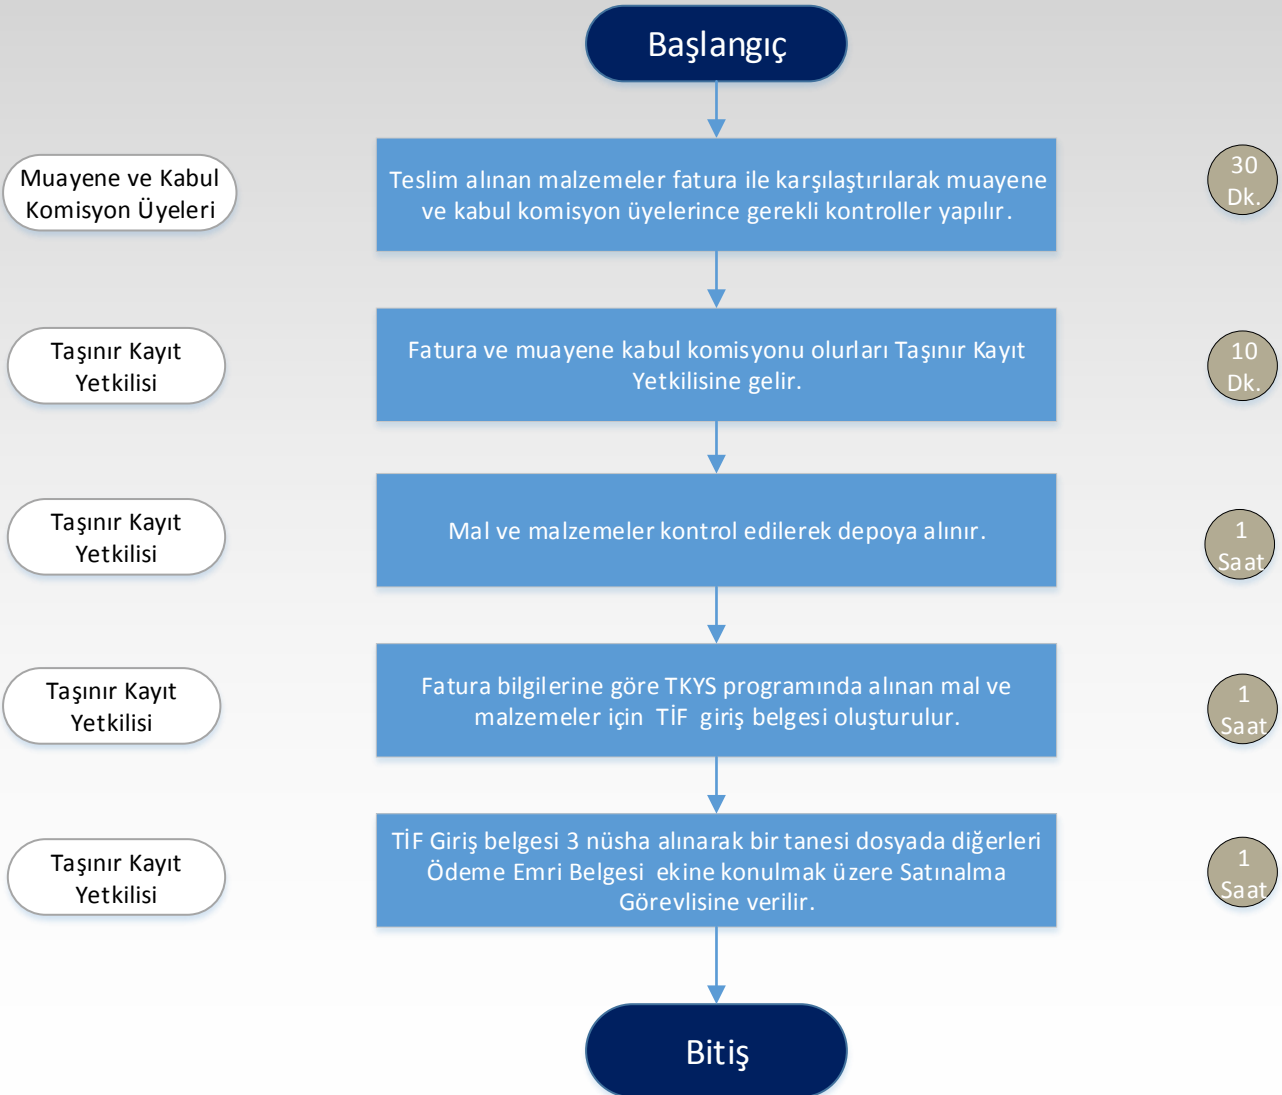 Başlangıç
Muayene ve Kabul
Komisyon Üyeleri
Teslim alınan malzemeler fatura ile karşılaştırılarak muayene
ve kabul komisyon üyelerince gerekli kontroller yapılır.
30
Dk.
Taşınır Kayıt
Yetkilisi
Fatura ve muayene kabul komisyonu olurları Taşınır Kayıt
Yetkilisine gelir.
10
Dk.
Taşınır Kayıt
Yetkilisi
Mal ve malzemeler kontrol edilerek depoya alınır.
1
Saat
Taşınır Kayıt
Yetkilisi
Fatura bilgilerine göre TKYS programında alınan mal ve
malzemeler için TİF giriş belgesi oluşturulur.
1
Saat
Taşınır Kayıt
Yetkilisi
TİF Giriş belgesi 3 nüsha alınarak bir tanesi dosyada diğerleri
Ödeme Emri Belgesi ekine konulmak üzere Satınalma
Görevlisine verilir.
1
Saat
Bitiş